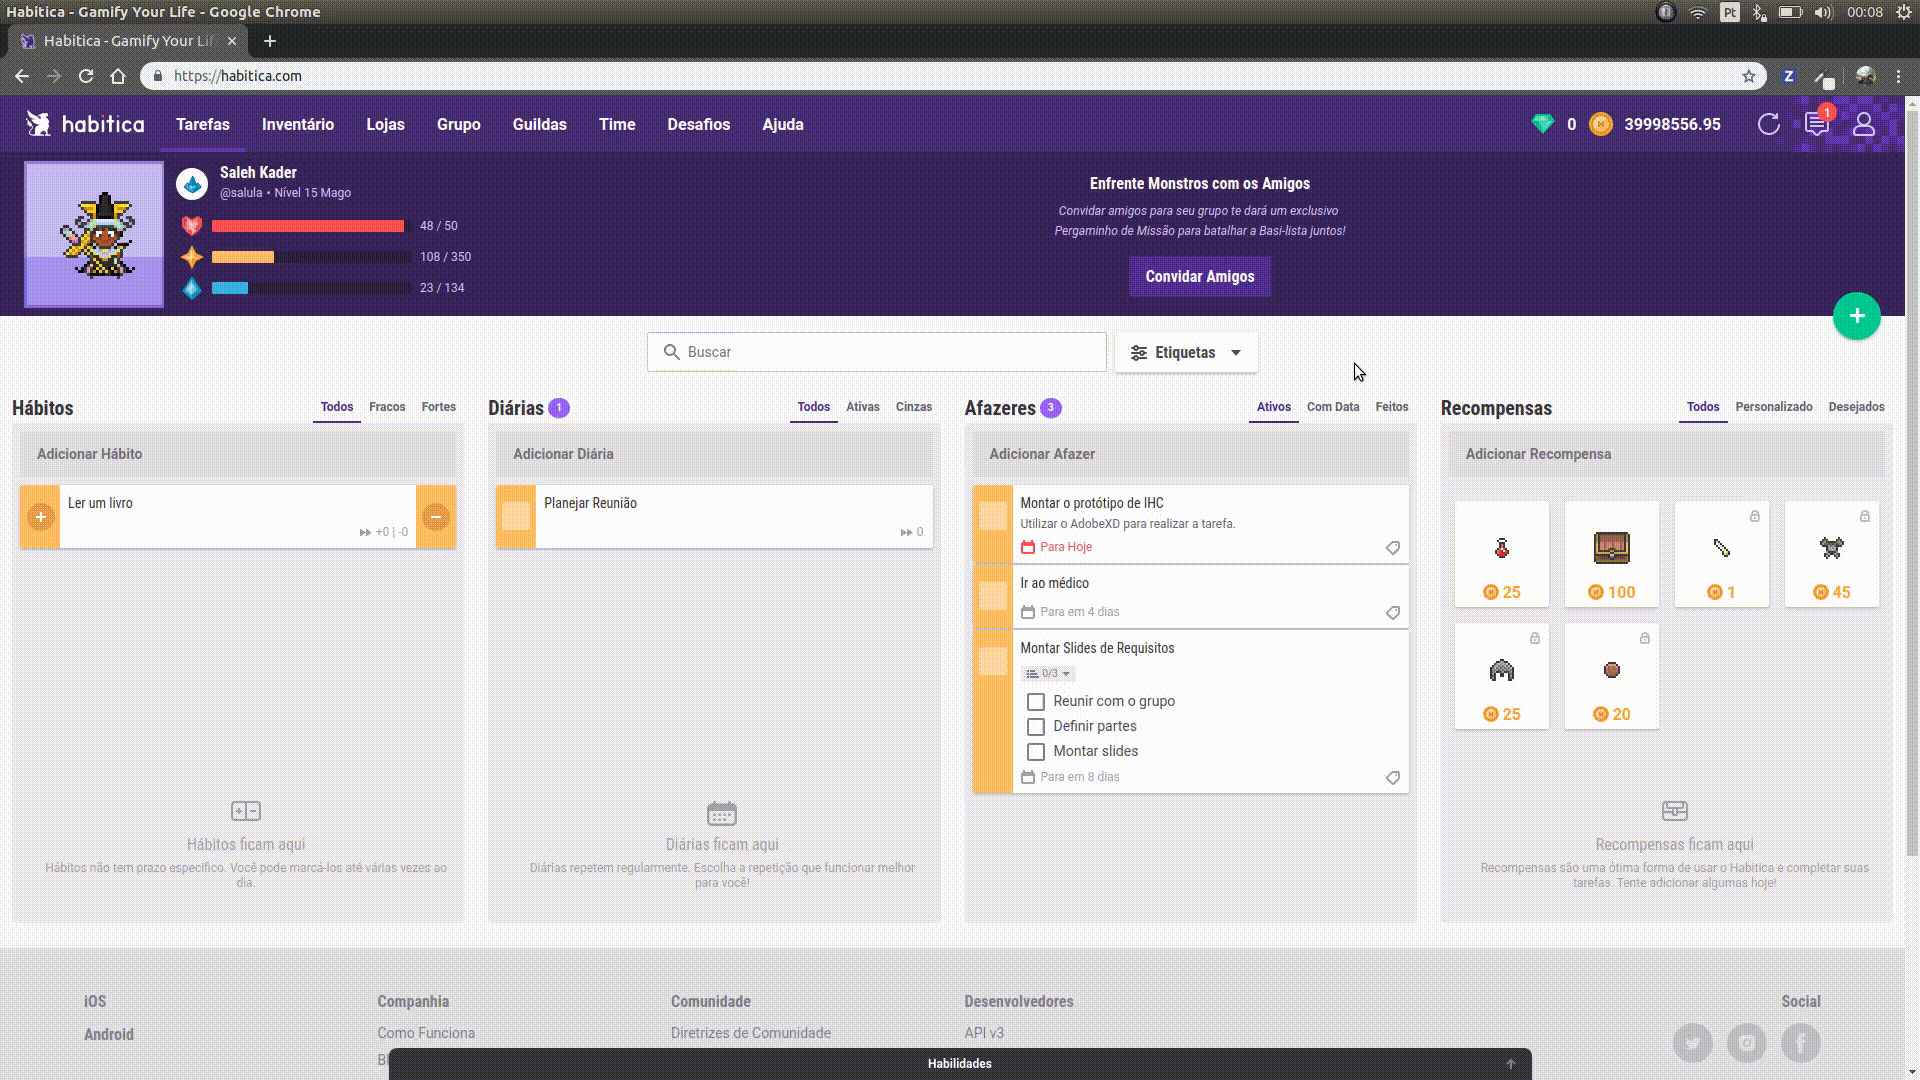 Habitica - Gamify Your Life - Google Chrome
Pt
00:08
Habitica - Gamify Your Lif
https://habitica.com
Z
habitica
Tarefas
Inventário
Lojas
Grupo
Guildas
Time
Desafios
Ajuda
0
39998556.95
1
Saleh Kader
@salula • Nível 15 Mago
48 / 50
108 / 350
23 / 134
Enfrente Monstros com os Amigos
Convidar amigos para seu grupo te dará um exclusivo
Pergaminho de Missão para batalhar a Basi-lista juntos!
Convidar Amigos
Buscar
Etiquetas
Hábitos
Todos
Fracos
Fortes
Adicionar Hábito
Ler um livro
+0 | -0
Hábitos ficam aqui
Hábitos não tem prazo específico. Você pode marcá-los até várias vezes ao
dia.
Diárias 1
Todos
Ativas
Cinzas
Adicionar Diária
Planejar Reunião
0
Diárias ficam aqui
Diárias repetem regularmente. Escolha a repetição que funcionar melhor
para você!
Afazeres 3
Ativos
Com Data
Feitos
Adicionar Afazer
Montar o protótipo de IHC
Utilizar o AdobeXD para realizar a tarefa.
Para Hoje
Ir ao médico
Para em 4 dias
Montar Slides de Requisitos
0/3
Reunir com o grupo
Definir partes
Montar slides
Para em 8 dias
Recompensas
Todos
Personalizado
Desejados
Adicionar Recompensa
25
100
1
45
25
20
Recompensas ficam aqui
Recompensas são uma ótima forma de usar o Habitica e completar suas
tarefas. Tente adicionar algumas hoje!
iOS
Android
Companhia
Como Funciona
Bl
Comunidade
Diretrizes de Comunidade
Desenvolvedores
API v3
Social
Habilidades